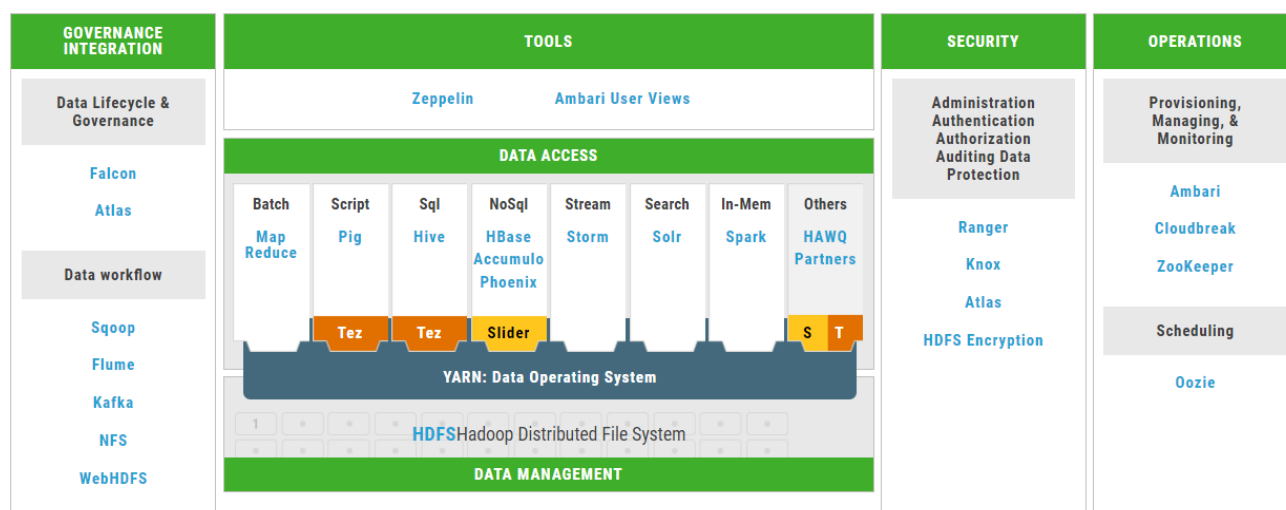 GOVERNANCE
INTEGRATION
Data Lifecycle &
Governance
Falcon
Atlas
Data workflow
Sqoop
Flume
Kafka
NFS
WebHDFS
TOOLS
Zeppelin
Ambari User Views
DATA ACCESS
Batch
Map
Reduce
Script
Pig
Tez
Sql
Hive
Tez
NoSql
HBase
Accumulo
Phoenix
Slider
Stream
Storm
Search
Solr
In-Mem
Spark
Others
HAWQ
Partners
S
T
YARN: Data Operating System
1
HDFSHadoop Distributed File System
DATA MANAGEMENT
SECURITY
Administration
Authentication
Authorization
Auditing Data
Protection
Ranger
Knox
Atlas
HDFS Encryption
OPERATIONS
Provisioning,
Managing, &
Monitoring
Ambari
Cloudbreak
ZooKeeper
Scheduling
Oozie